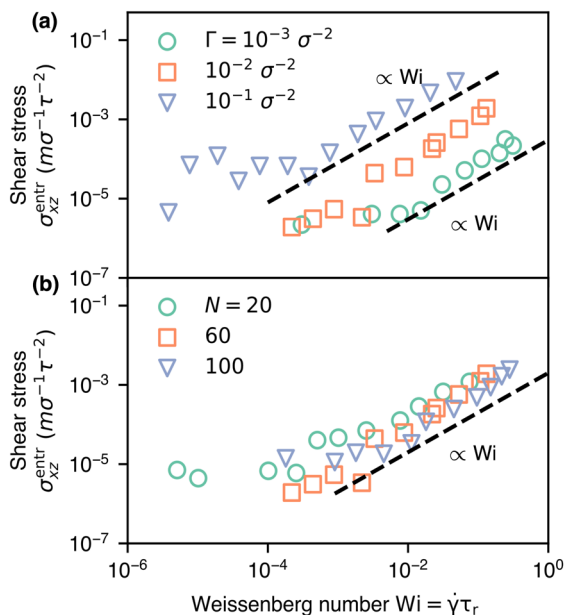 (a)
10⁻¹
10⁻³
10⁻⁵
10⁻⁷
Shear stress
σ_xz^entr (mσ⁻¹τ⁻²)
Γ = 10⁻³ σ⁻²
10⁻² σ⁻²
10⁻¹ σ⁻²
∝ Wi
∝ Wi
(b)
10⁻¹
10⁻³
10⁻⁵
10⁻⁷
Shear stress
σ_xz^entr (mσ⁻¹τ⁻²)
N = 20
60
100
∝ Wi
10⁻⁶ 10⁻⁴ 10⁻² 10⁰
Weissenberg number Wi = γ̇τ_r